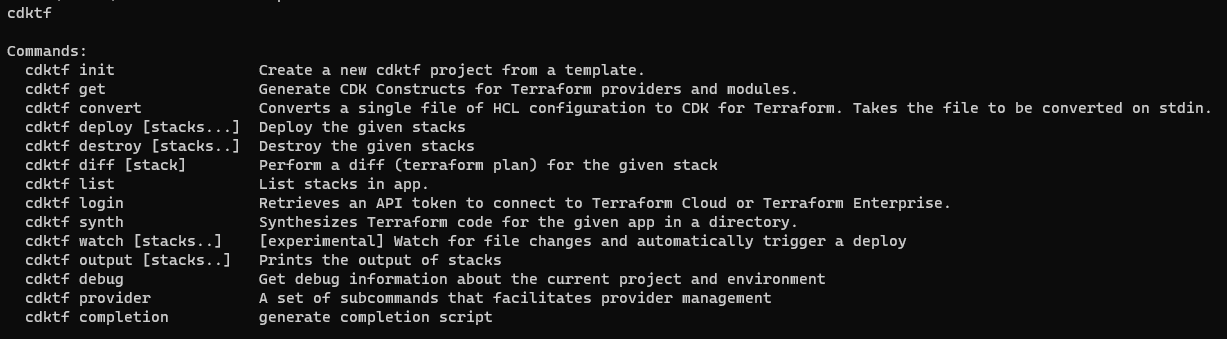 cdktf
Commands:
cdktf init Create a new cdktf project from a template.
cdktf get Generate CDK Constructs for Terraform providers and modules.
cdktf convert Converts a single file of HCL configuration to CDK for Terraform. Takes the file to be converted on stdin.
cdktf deploy [stacks...] Deploy the given stacks
cdktf destroy [stacks..] Destroy the given stacks
cdktf diff [stack] Perform a diff (terraform plan) for the given stack
cdktf list List stacks in app.
cdktf login Retrieves an API token to connect to Terraform Cloud or Terraform Enterprise.
cdktf synth Synthesizes Terraform code for the given app in a directory.
cdktf watch [stacks..] [experimental] Watch for file changes and automatically trigger a deploy
cdktf output [stacks..] Prints the output of stacks
cdktf debug Get debug information about the current project and environment
cdktf provider A set of subcommands that facilitates provider management
cdktf completion generate completion script